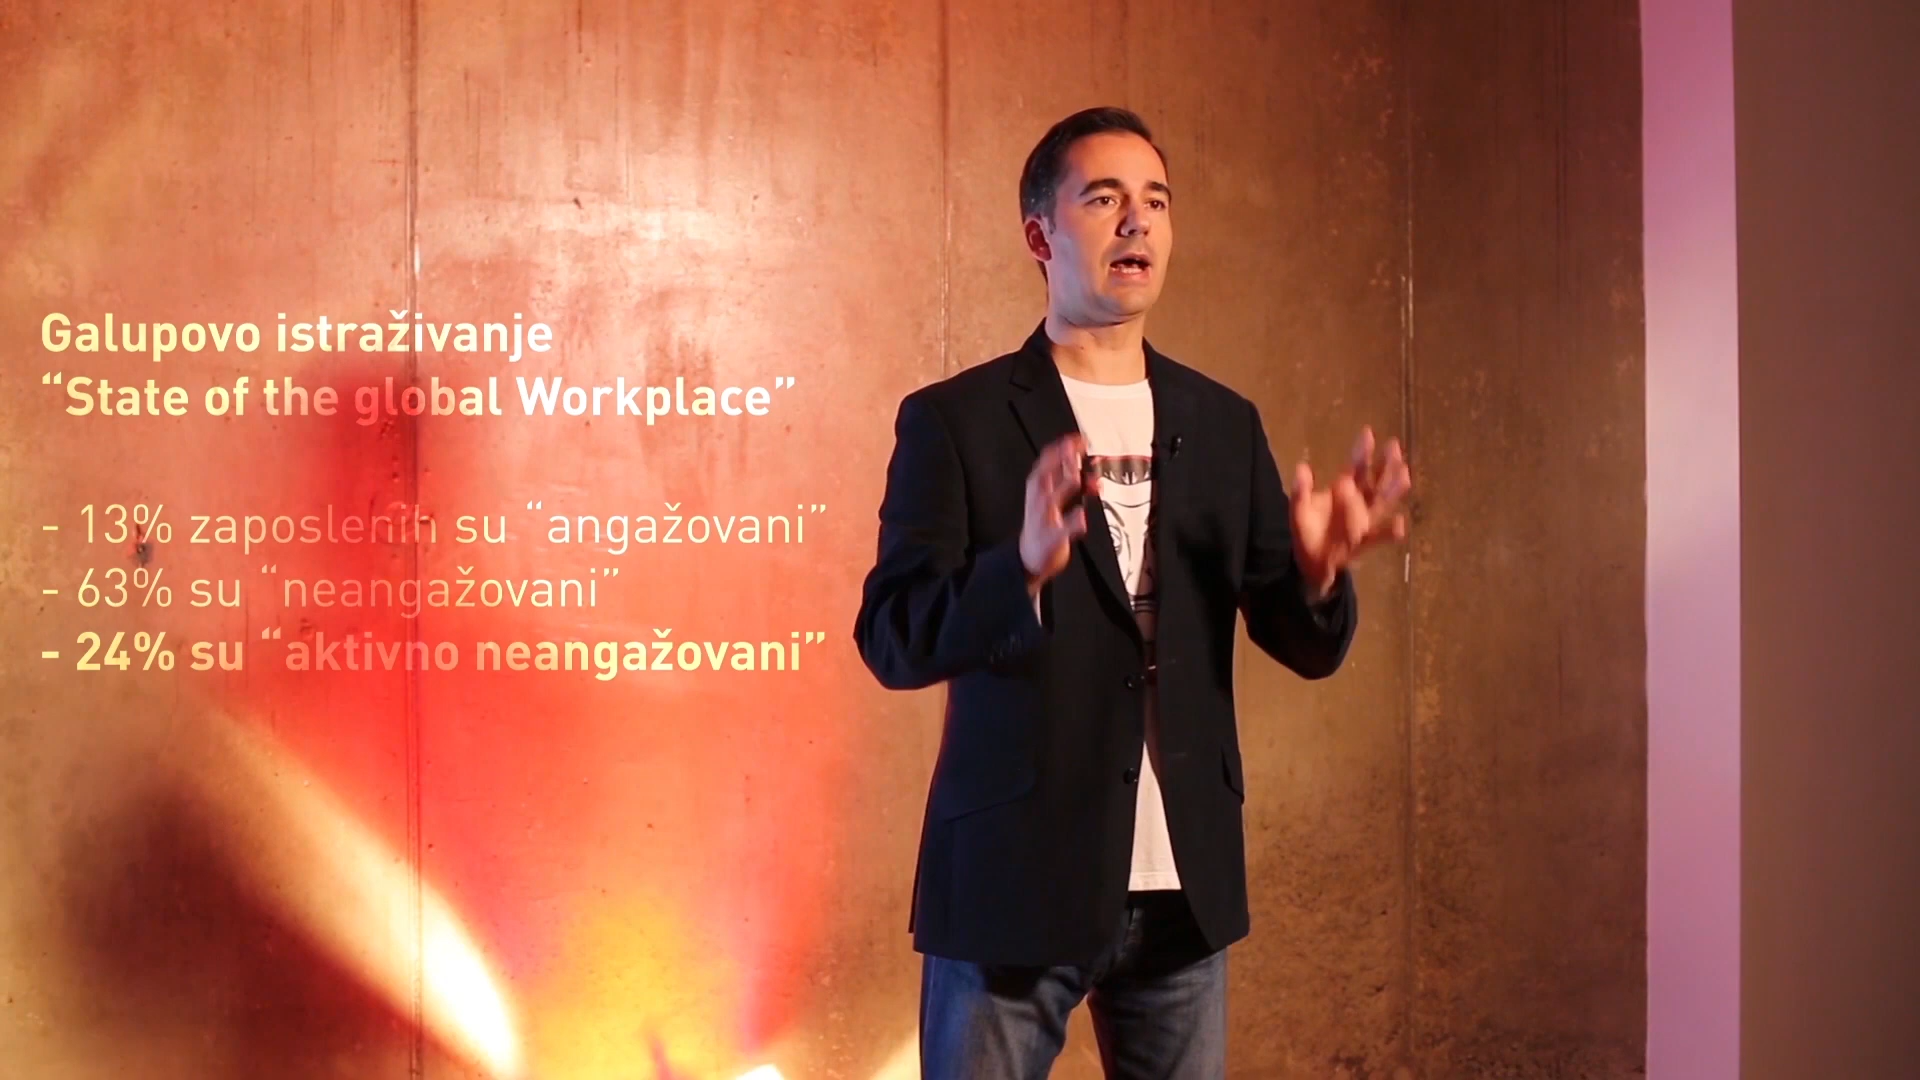 Galupovo istraživanje
“State of the global Workplace”
- 13% zaposlenih su “angažovani”
- 63% su “neangažovani”
- 24% su “aktivno neangažovani”